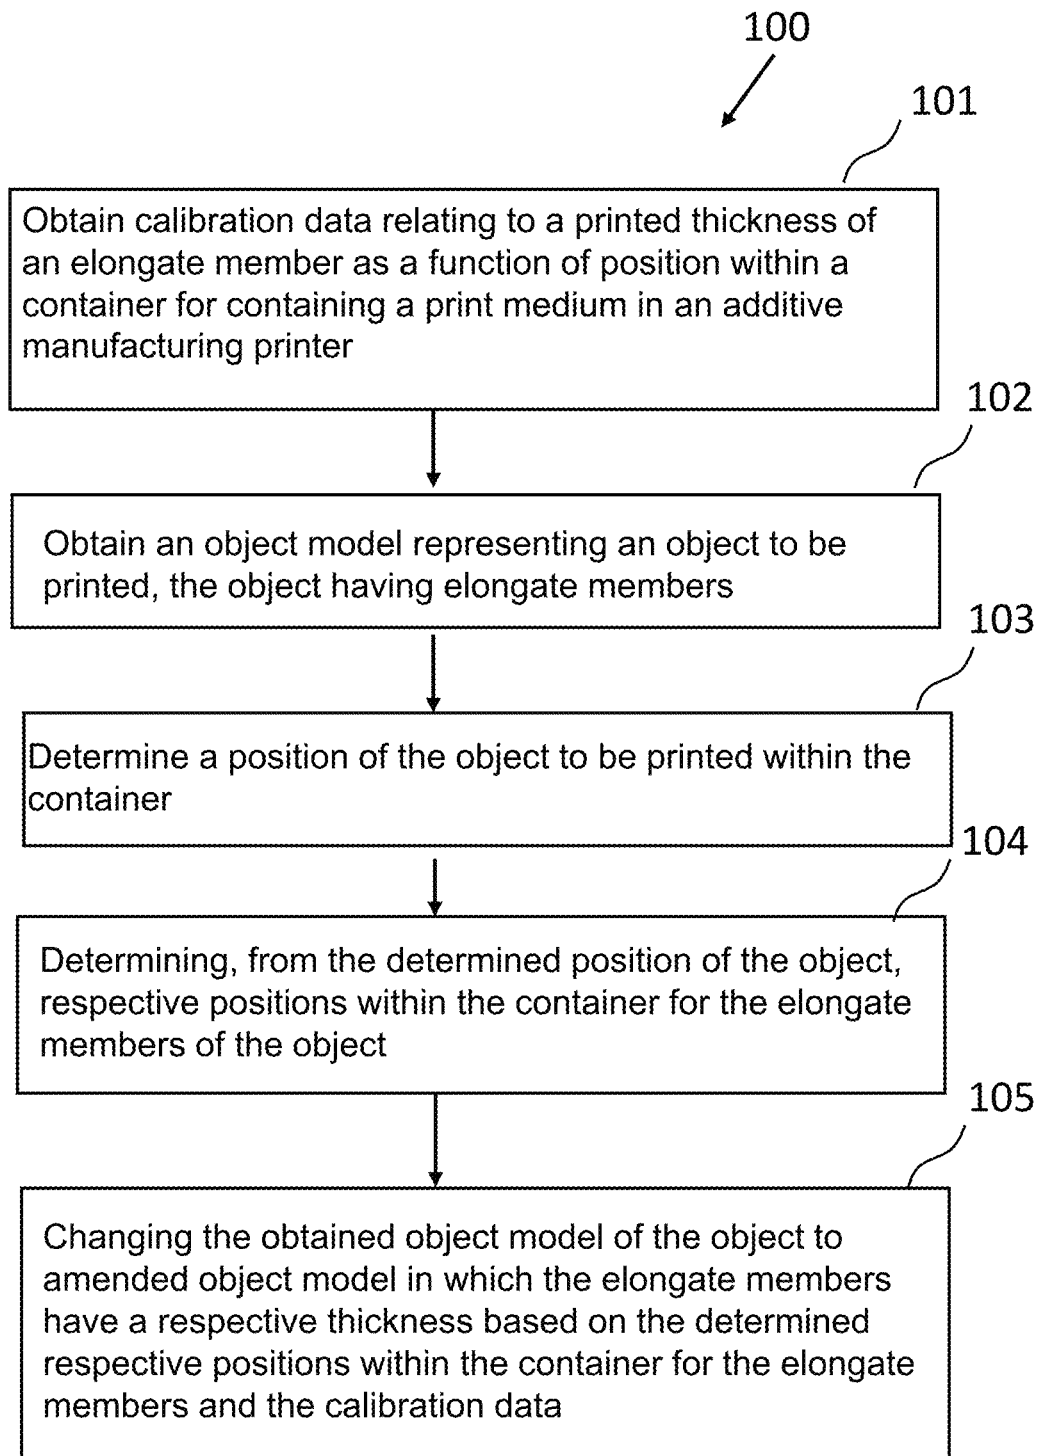 100
101
Obtain calibration data relating to a printed thickness of
an elongate member as a function of position within a
container for containing a print medium in an additive
manufacturing printer
102
Obtain an object model representing an object to be
printed, the object having elongate members
103
Determine a position of the object to be printed within the
container
104
Determining, from the determined position of the object,
respective positions within the container for the elongate
members of the object
105
Changing the obtained object model of the object to
amended object model in which the elongate members
have a respective thickness based on the determined
respective positions within the container for the elongate
members and the calibration data